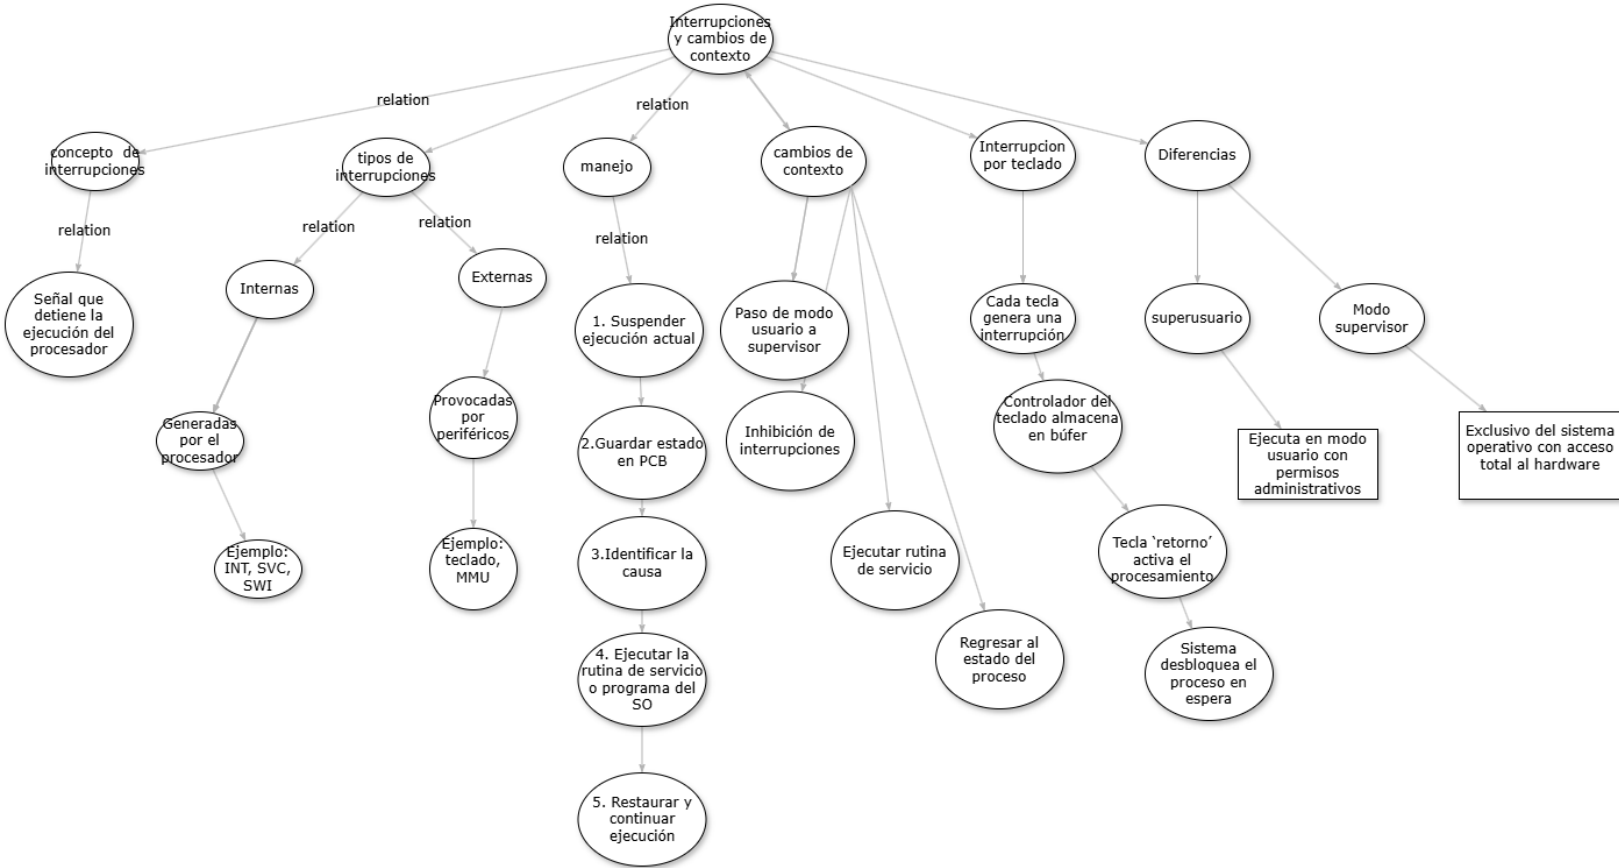 Interrupciones
y cambios de
contexto
relation
relation
concepto de
interrupciones
tipos de
interrupciones
manejo
cambios de
contexto
Interrupcion
por teclado
Diferencias
relation
relation
relation
relation
Señal que
detiene la
ejecución del
procesador
Internas
Externas
1. Suspender
ejecución actual
Paso de modo
usuario a
supervisor
Cada tecla
genera una
interrupción
superusuario
Modo
supervisor
Generadas
por el
procesador
Provocadas
por
periféricos
2.Guardar estado
en PCB
Inhibición de
interrupciones
Controlador del
teclado almacena
en búfer
Ejecuta en modo
usuario con
permisos
administrativos
Exclusivo del sistema
operativo con acceso
total al hardware
Ejemplo:
INT, SVC,
SWI
Ejemplo:
teclado,
MMU
3.Identificar la
causa
Ejecutar rutina
de servicio
Tecla ‘retorno’
activa el
procesamiento
4. Ejecutar la
rutina de servicio
o programa del
SO
Regresar al
estado del
proceso
Sistema
desbloquea el
proceso en
espera
5. Restaurar y
continuar
ejecución